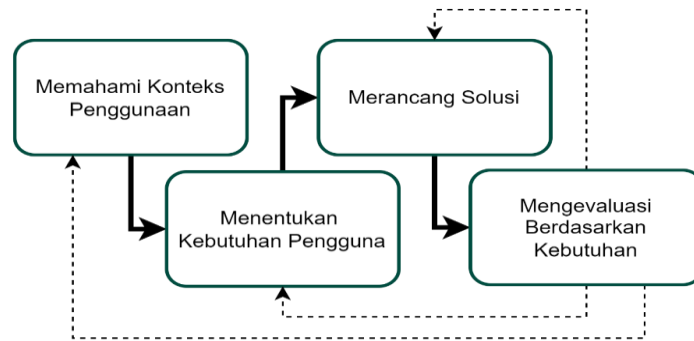 Memahami Konteks
Penggunaan
Merancang Solusi
Menentukan
Kebutuhan Pengguna
Mengevaluasi
Berdasarkan
Kebutuhan